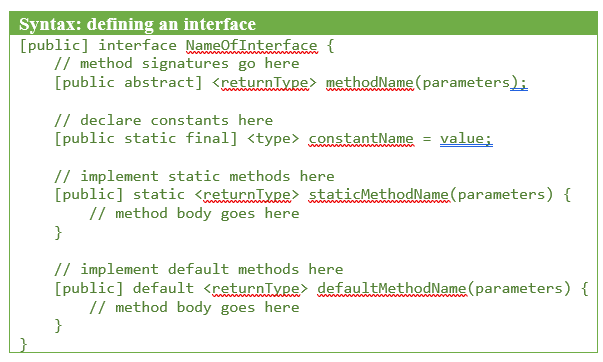 Syntax: defining an interface
[public] interface NameOfInterface {
    // method signatures go here
    [public abstract] <returnType> methodName(parameters);

    // declare constants here
    [public static final] <type> constantName = value;

    // implement static methods here
    [public] static <returnType> staticMethodName(parameters) {
        // method body goes here
    }

    // implement default methods here
    [public] default <returnType> defaultMethodName(parameters) {
        // method body goes here
    }
}